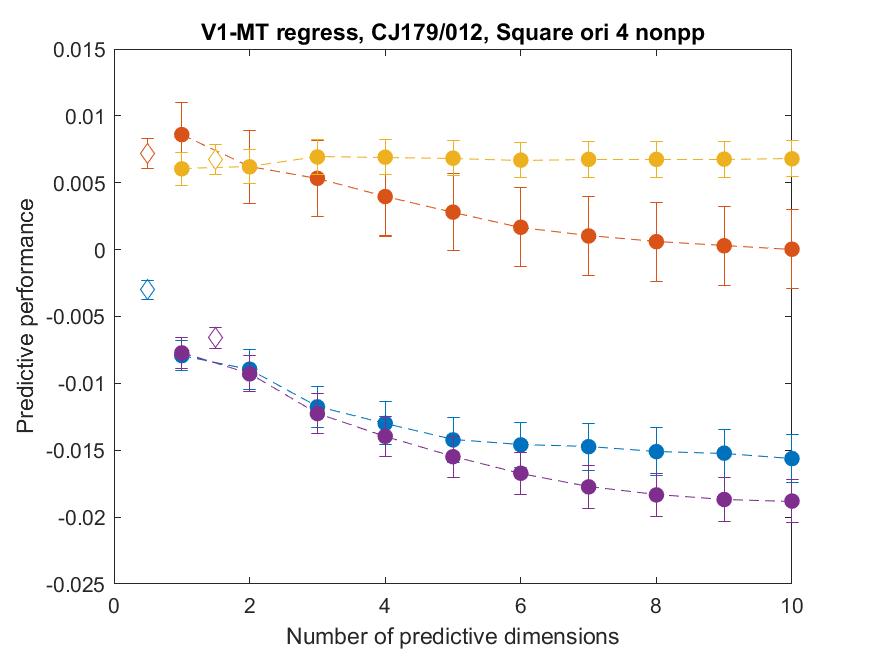 V1-MT regress, CJ179/012, Square ori 4 nonpp
0.015
0.01
0.005
0
-0.005
-0.01
-0.015
-0.02
-0.025
Predictive performance
0 2 4 6 8 10
Number of predictive dimensions